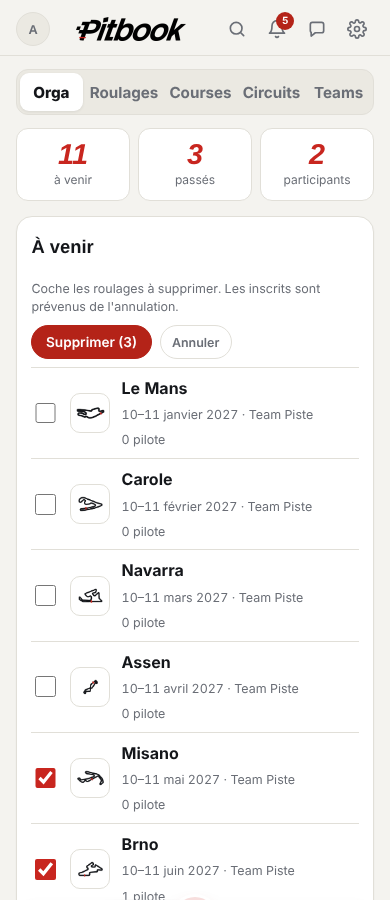 A
Pitbook
5
Orga Roulages Courses Circuits Teams
11
à venir
3
passés
2
participants
À venir
Coche les roulages à supprimer. Les inscrits sont
prévenus de l'annulation.
Supprimer (3) Annuler
Le Mans
10–11 janvier 2027 · Team Piste
0 pilote
Carole
10–11 février 2027 · Team Piste
0 pilote
Navarra
10–11 mars 2027 · Team Piste
0 pilote
Assen
10–11 avril 2027 · Team Piste
0 pilote
Misano
10–11 mai 2027 · Team Piste
0 pilote
Brno
10–11 juin 2027 · Team Piste
1 pilote